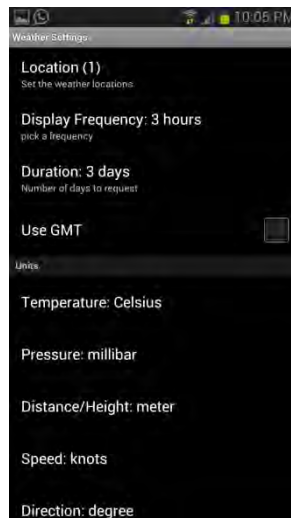 10:05 PM
Weather Settings
Location (1)
Set the weather locations
Display Frequency: 3 hours
pick a frequency
Duration: 3 days
Number of days to request
Use GMT
Units
Temperature: Celsius
Pressure: millibar
Distance/Height: meter
Speed: knots
Direction: degree